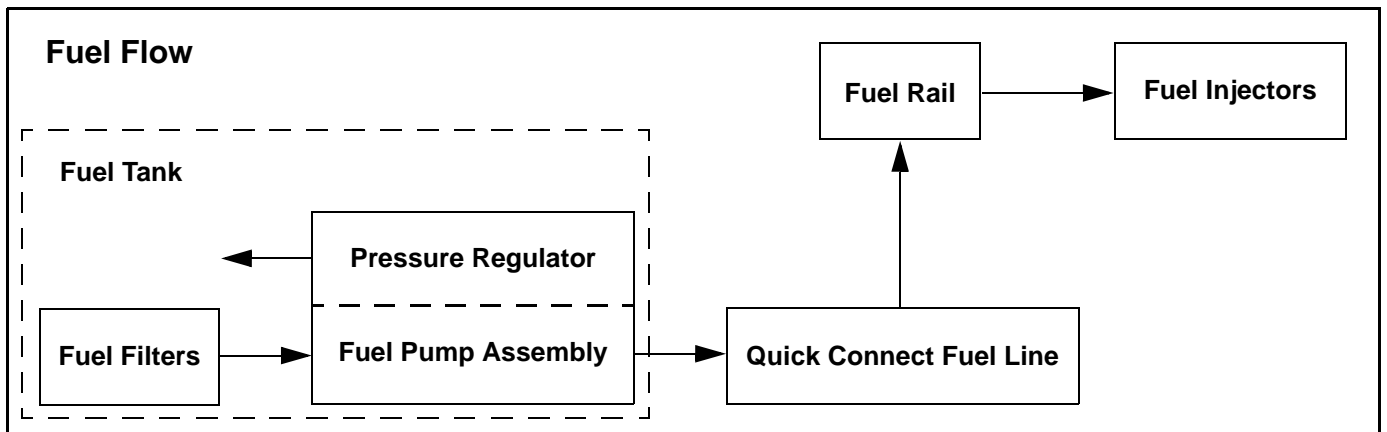 Fuel Flow
Fuel Rail
Fuel Injectors
Fuel Tank
Pressure Regulator
Fuel Filters
Fuel Pump Assembly
Quick Connect Fuel Line